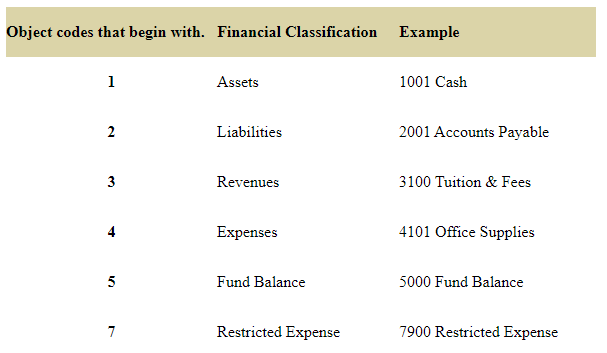 Object codes that begin with. Financial Classification Example
1 Assets 1001 Cash
2 Liabilities 2001 Accounts Payable
3 Revenues 3100 Tuition & Fees
4 Expenses 4101 Office Supplies
5 Fund Balance 5000 Fund Balance
7 Restricted Expense 7900 Restricted Expense